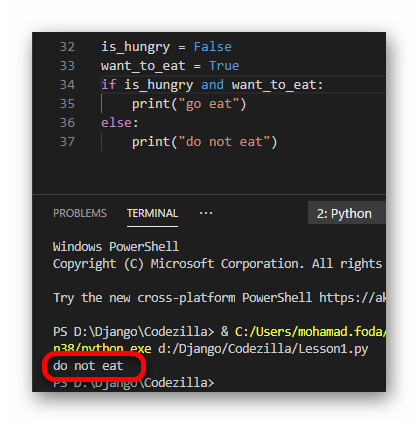 32 is_hungry = False
33 want_to_eat = True
34 if is_hungry and want_to_eat:
35 print("go eat")
36 else:
37 print("do not eat")
PROBLEMS TERMINAL ... 2: Python
Windows PowerShell
Copyright (C) Microsoft Corporation. All rights
Try the new cross-platform PowerShell https://ak
PS D:\Django\Codezilla> & C:/Users/mohamad.foda/
n38/python.exe d:/Django/Codezilla/Lesson1.py
do not eat
PS D:\Django\Codezilla>